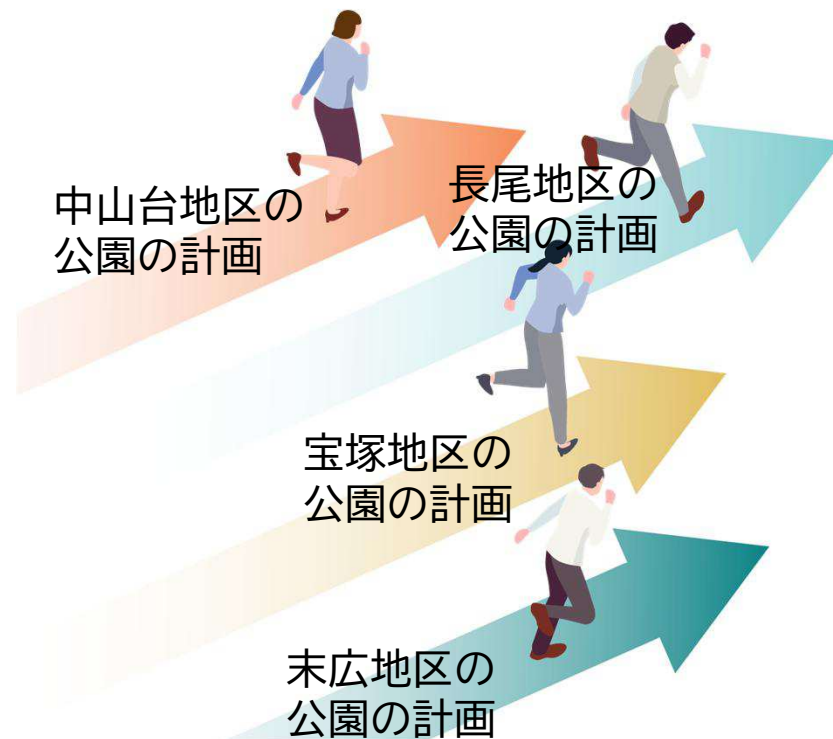 中山台地区の
公園の計画
長尾地区の
公園の計画
宝塚地区の
公園の計画
末広地区の
公園の計画